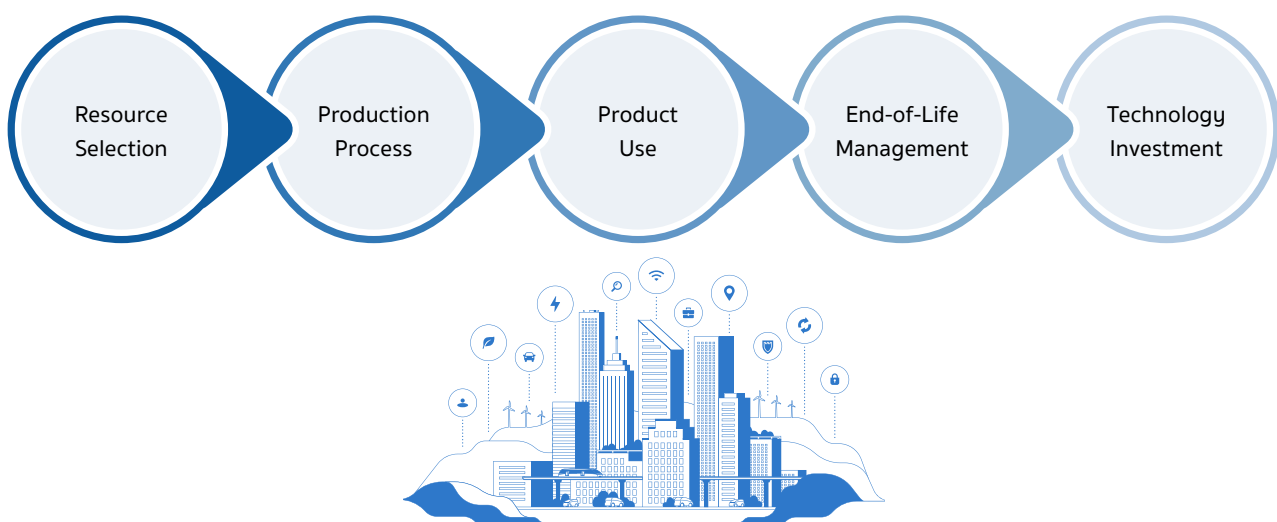 Resource
Selection
Production
Process
Product
Use
End-of-Life
Management
Technology
Investment